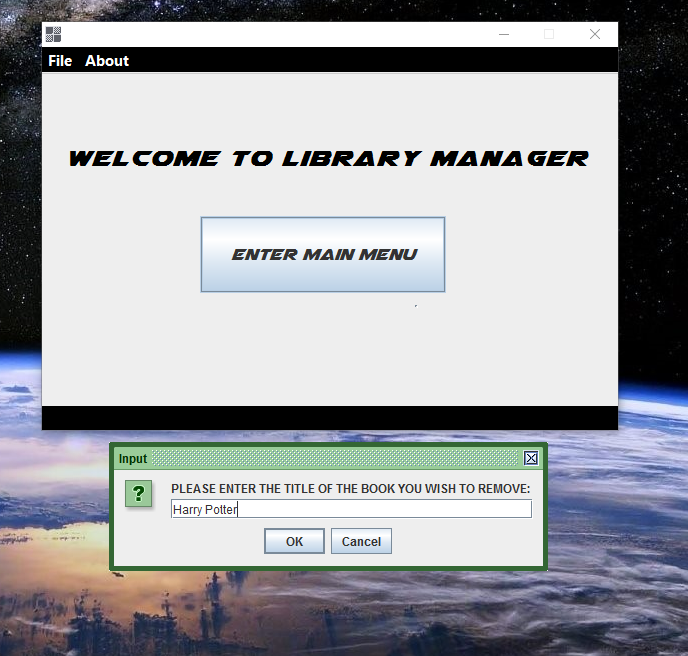 File About
WELCOME TO LIBRARY MANAGER
ENTER MAIN MENU
Input
PLEASE ENTER THE TITLE OF THE BOOK YOU WISH TO REMOVE:
Harry Potter
OK Cancel